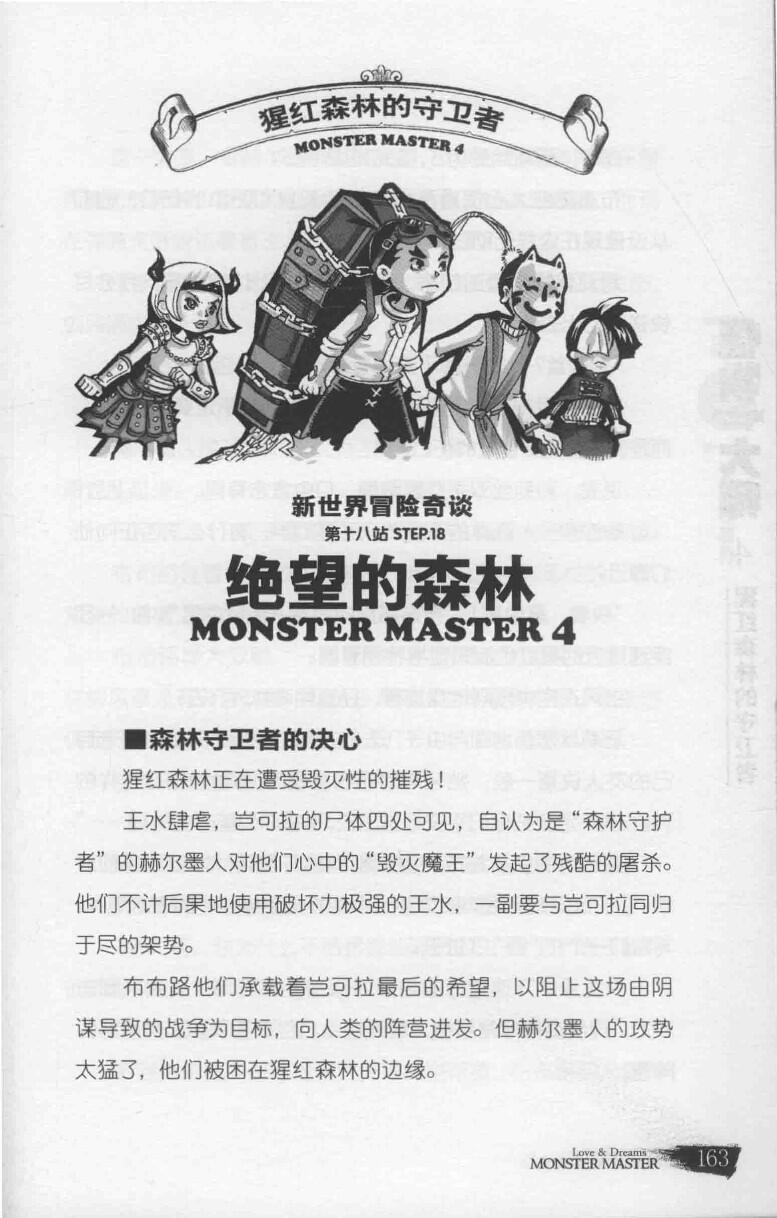 猩红森林的守卫者
MONSTER MASTER 4
新世界冒险奇谈
第十八站 STEP.18
绝望的森林
MONSTER MASTER 4
■森林守卫者的决心
猩红森林正在遭受毁灭性的摧残！
王水肆虐，岂可拉的尸体四处可见，自认为是“森林守护
者”的赫尔墨人对他们心中的“毁灭魔王”发起了残酷的屠杀。
他们不计后果地使用破坏力极强的王水，一副要与岂可拉同归
于尽的架势。
布布路他们承载着岂可拉最后的希望，以阻止这场由阴
谋导致的战争为目标，向人类的阵营进发。但赫尔墨人的攻势
太猛了，他们被困在猩红森林的边缘。
Love & Dreams
MONSTER MASTER
163